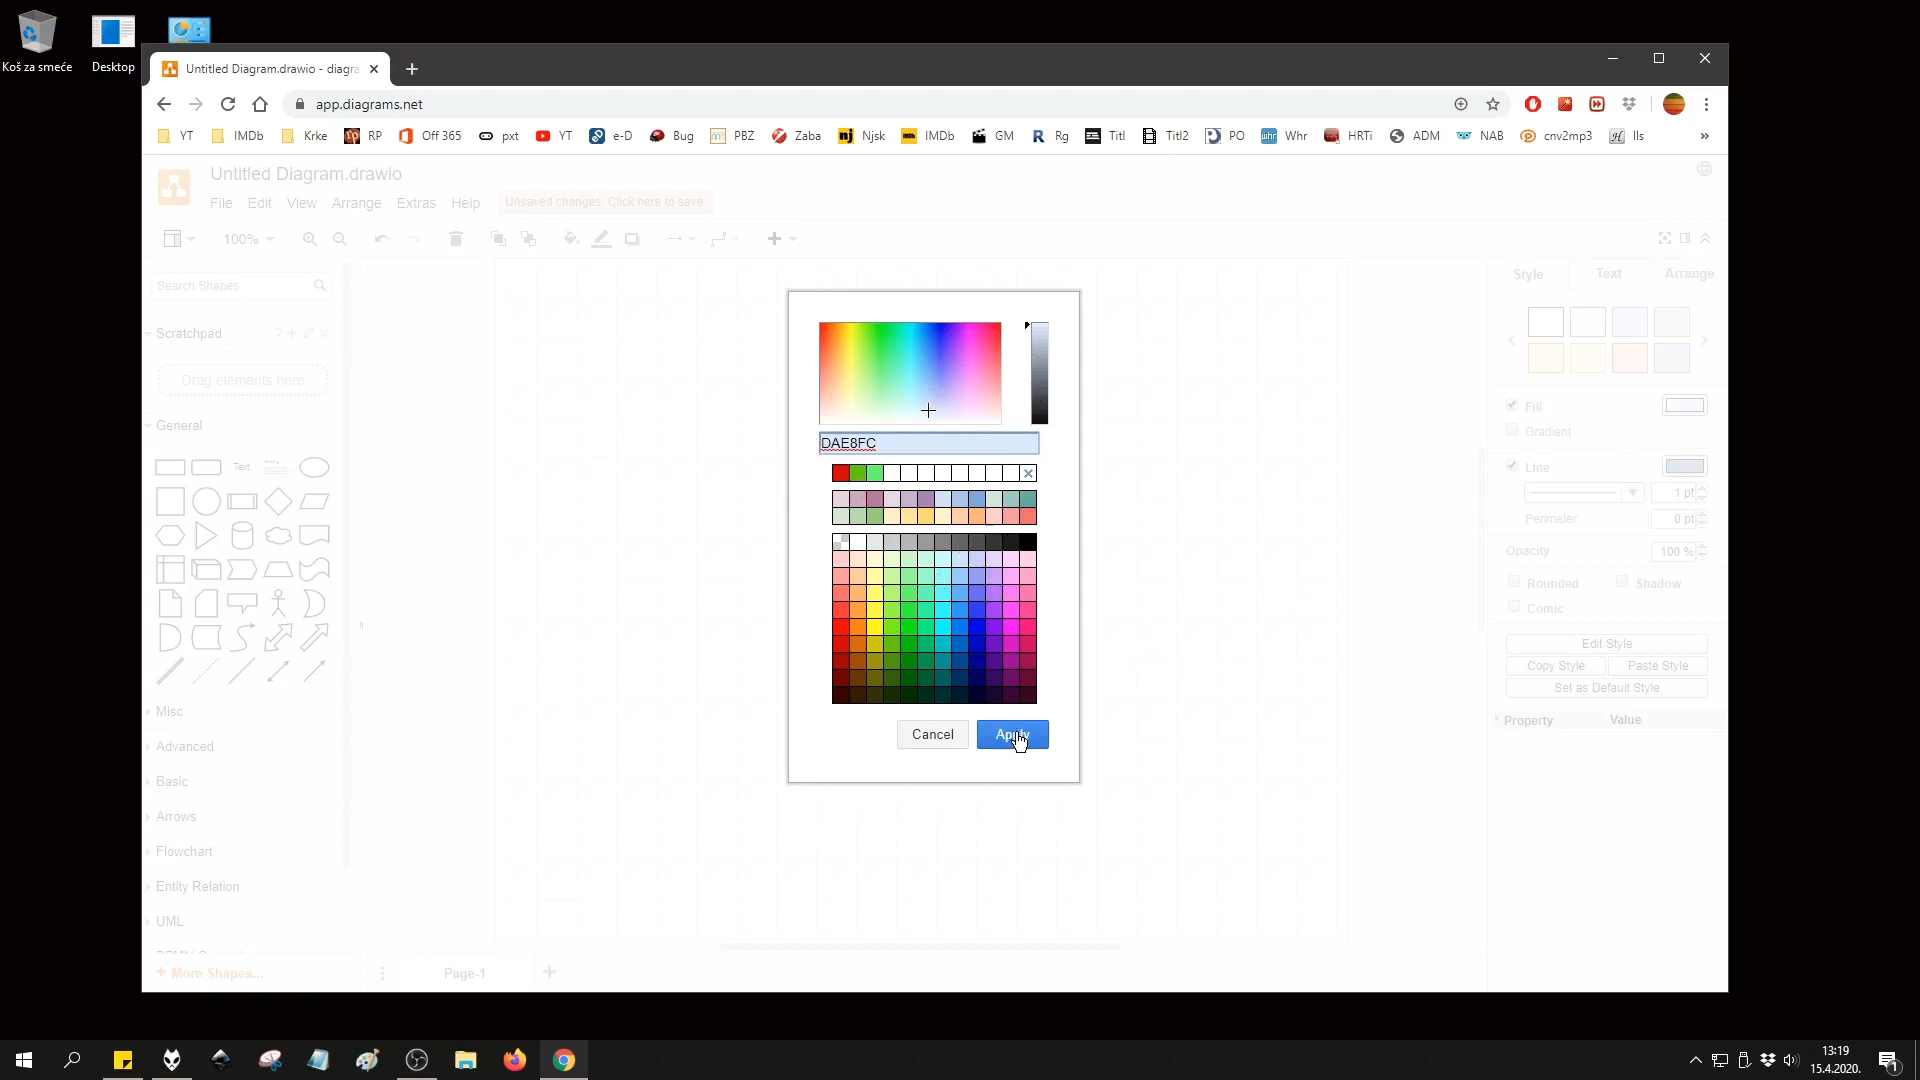 Koš za smeće
Desktop
Untitled Diagram.drawio - diagra
app.diagrams.net
YT IMDb Krke RP Off 365 pxt YT e-D Bug PBZ Zaba Njsk IMDb GM Rg Titl Titl2 PO Whr HRTi ADM NAB cnv2mp3 lls »
Untitled Diagram.drawio
File Edit View Arrange Extras Help Unsaved changes. Click here to save.
100%
Search Shapes
Style Text Arrange
Scratchpad
?
Drag elements here
General
Text
DAE8FC
Fill
Gradient
Line
1 pt
Perimeter 0 pt
Opacity 100 %
Rounded Shadow
Comic
Edit Style
Copy Style Paste Style
Set as Default Style
Property Value
Misc
Advanced
Basic
Arrows
Flowchart
Entity Relation
UML
Cancel Apply
+ More Shapes...
Page-1
13:19
15.4.2020.
1